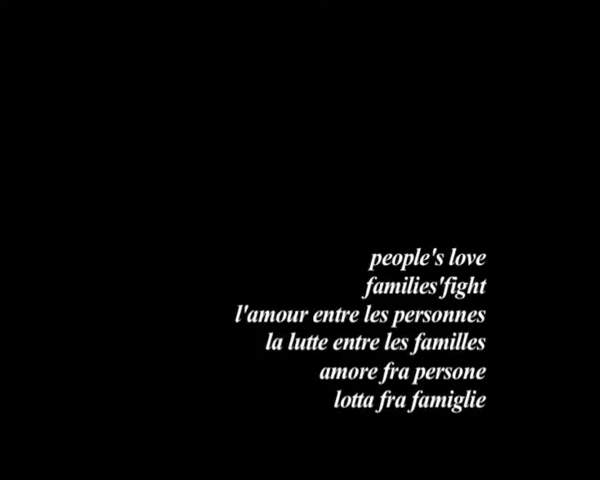 people's love
families'fight
l'amour entre les personnes
la lutte entre les familles
amore fra persone
lotta fra famiglie